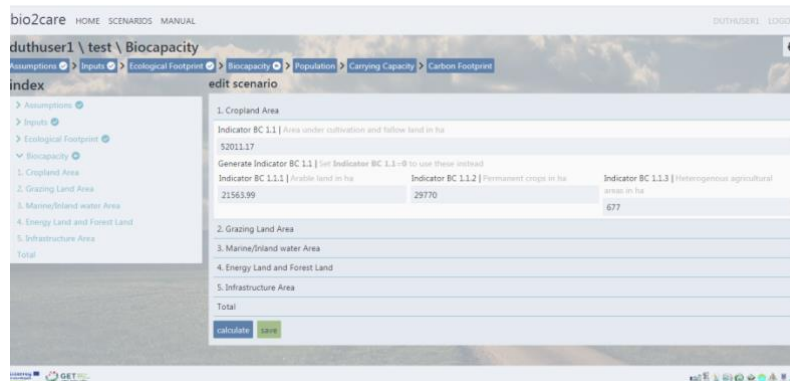 bio2care HOME SCENARIOS MANUAL DUTHUSER1 LOGO
duthuser1 \ test \ Biocapacity
Assumptions > Inputs > Ecological Footprint > Biocapacity > Population > Carrying Capacity > Carbon Footprint
index
> Assumptions
> Inputs
> Ecological Footprint
Biocapacity
1. Cropland Area
2. Grazing Land Area
3. Marine/Inland water Area
4. Energy Land and Forest Land
5. Infrastructure Area
Total
edit scenario
1. Cropland Area
Indicator BC 1.1 | Area under cultivation and fallow land in ha
52011.17
Generate Indicator BC 1.1 | Set Indicator BC 1.1=0 to use these instead
Indicator BC 1.1.1 | Arable land in ha
21563.99
Indicator BC 1.1.2 | Permanent crops in ha
29770
Indicator BC 1.1.3 | Heterogenous agricultural
areas in ha
677
2. Grazing Land Area
3. Marine/Inland water Area
4. Energy Land and Forest Land
5. Infrastructure Area
Total
calculate save
GET